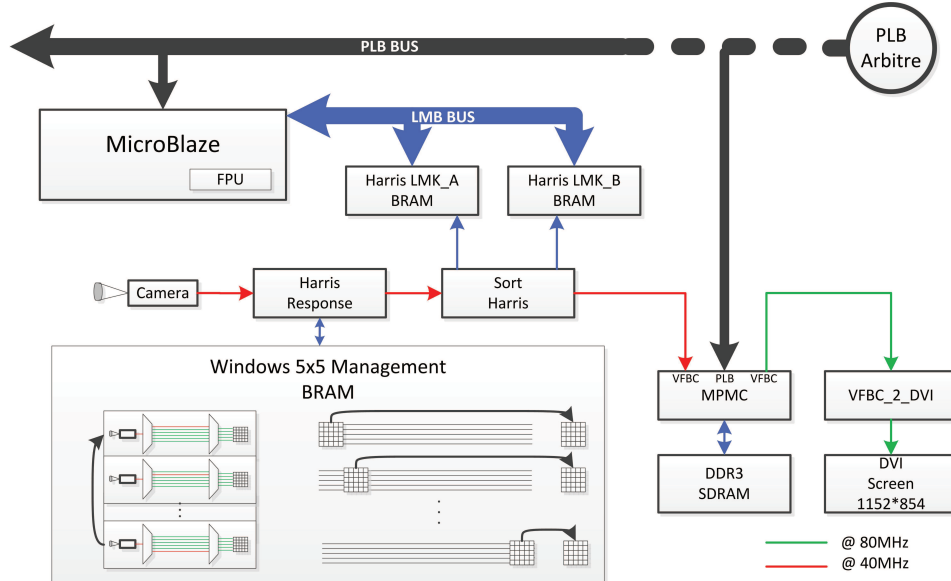 PLB BUS
PLB
Arbitre
LMB BUS
MicroBlaze
FPU
Harris LMK_A
BRAM
Harris LMK_B
BRAM
Camera
Harris
Response
Sort
Harris
Windows 5x5 Management
BRAM
VFBC PLB VFBC
MPMC
VFBC_2_DVI
DDR3
SDRAM
DVI
Screen
1152*854
@ 80MHz
@ 40MHz